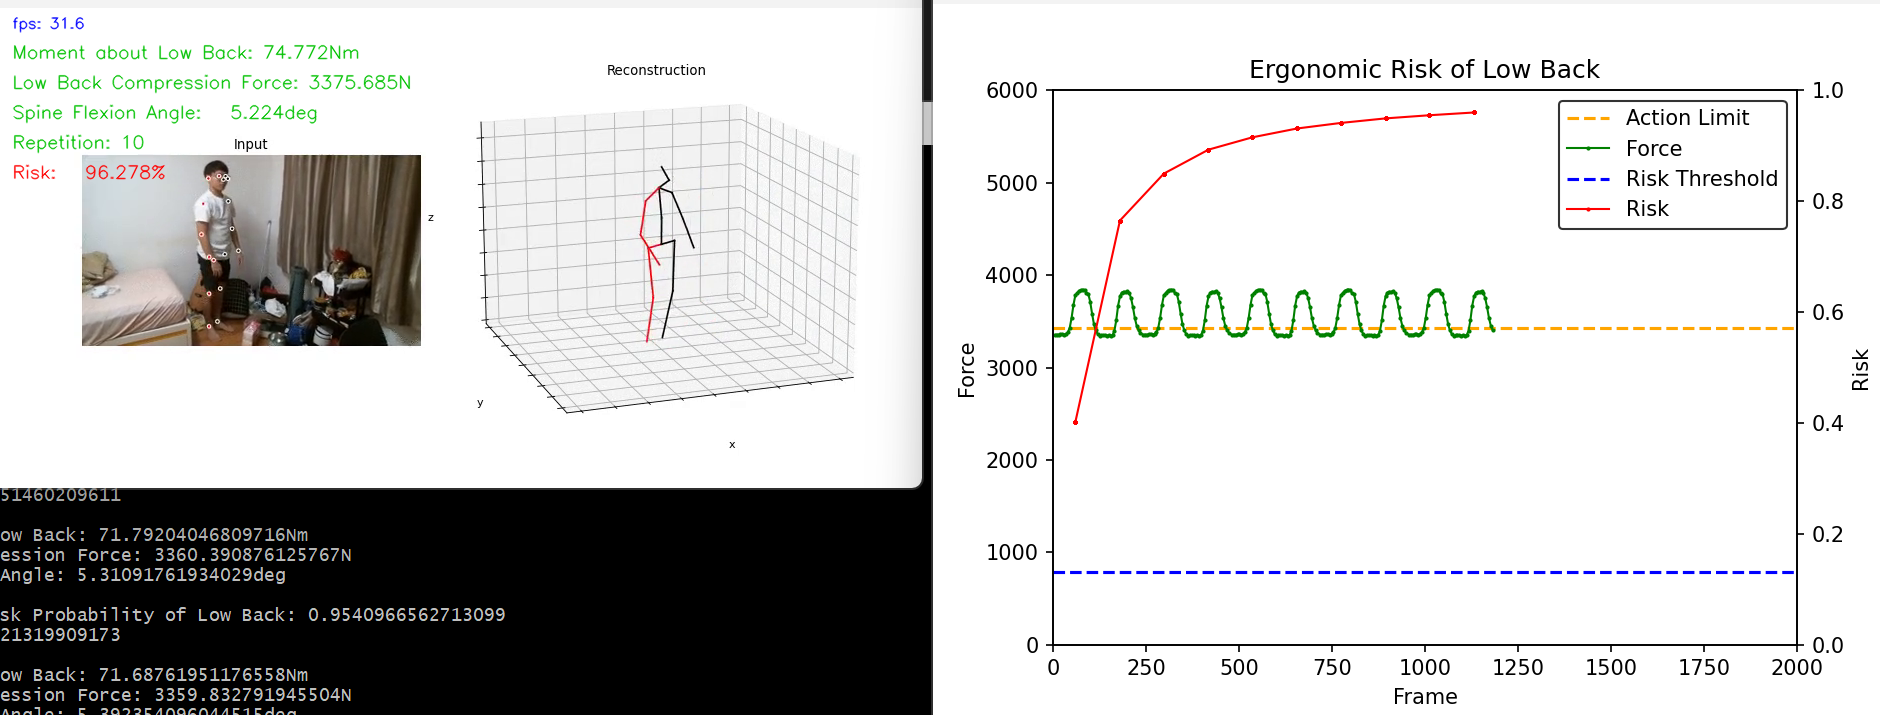 fps: 31.6
Moment about Low Back: 74.772Nm
Low Back Compression Force: 3375.685N
Spine Flexion Angle: 5.224deg
Repetition: 10
Risk: 96.278%
Input
Reconstruction
z
y
x
51460209611
ow Back: 71.79204046809716Nm
ession Force: 3360.390876125767N
Angle: 5.31091761934029deg
sk Probability of Low Back: 0.9540966562713099
21319909173
ow Back: 71.68761951176558Nm
ession Force: 3359.832791945504N
Angle: 5.392354096044515deg
Ergonomic Risk of Low Back
Action Limit
Force
Risk Threshold
Risk
6000
5000
4000
3000
2000
1000
0
Force
1.0
0.8
0.6
0.4
0.2
0.0
Risk
0 250 500 750 1000 1250 1500 1750 2000
Frame